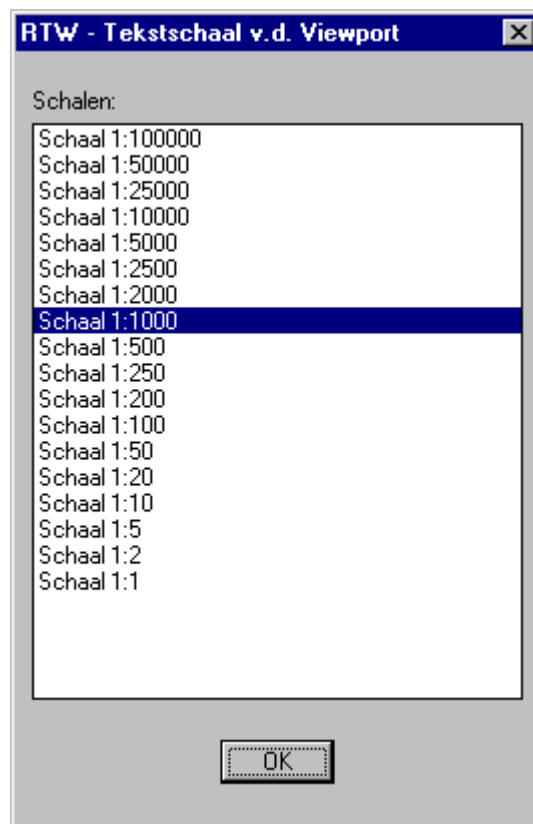 RTW - Tekstschaal v.d. Viewport
Schalen:
Schaal 1:100000
Schaal 1:50000
Schaal 1:25000
Schaal 1:10000
Schaal 1:5000
Schaal 1:2500
Schaal 1:2000
Schaal 1:1000
Schaal 1:500
Schaal 1:250
Schaal 1:200
Schaal 1:100
Schaal 1:50
Schaal 1:20
Schaal 1:10
Schaal 1:5
Schaal 1:2
Schaal 1:1
OK